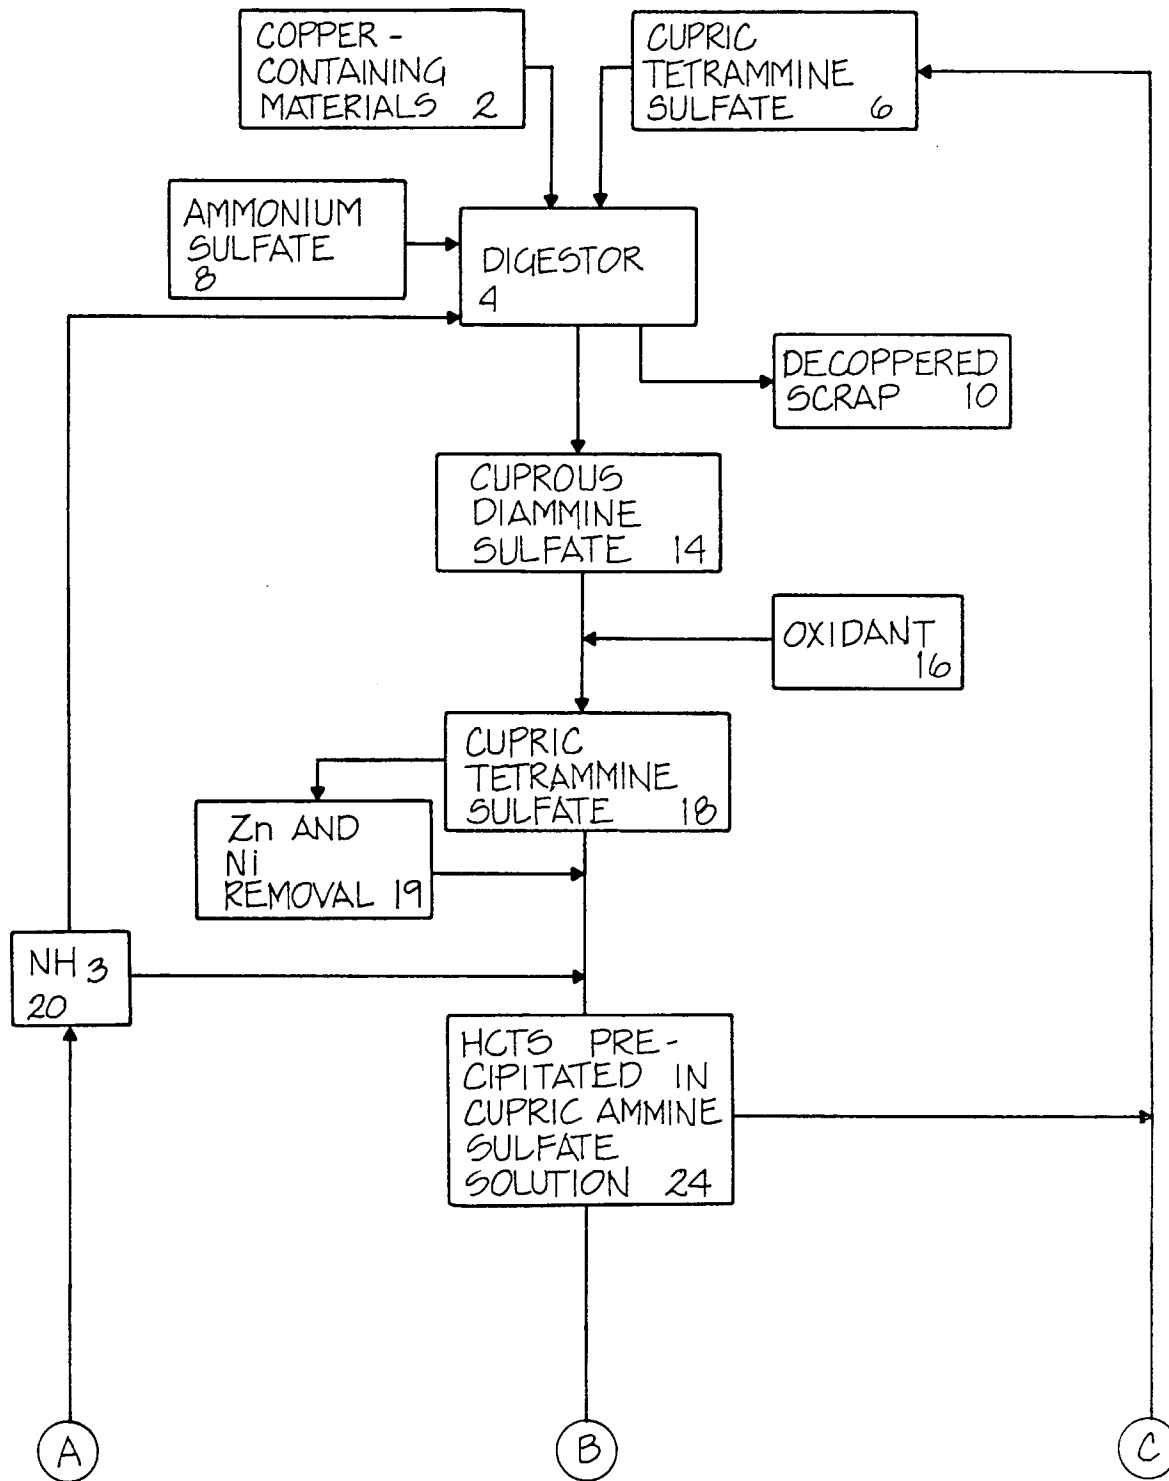 COPPER-
CONTAINING
MATERIALS 2
CUPRIC
TETRAMMINE
SULFATE 6
AMMONIUM
SULFATE
8
DIGESTOR
4
DECOPPERED
SCRAP 10
CUPROUS
DIAMMINE
SULFATE 14
OXIDANT
16
CUPRIC
TETRAMMINE
SULFATE 18
Zn AND
Ni
REMOVAL 19
NH3
20
HCTS PRE-
CIPITATED IN
CUPRIC AMMINE
SULFATE
SOLUTION 24
A
B
C